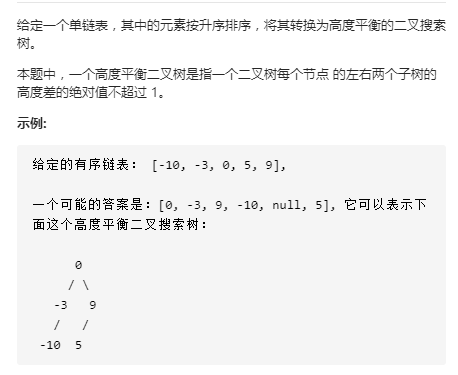 给定一个单链表，其中的元素按升序排序，将其转换为高度平衡的二叉搜索
树。
本题中，一个高度平衡二叉树是指一个二叉树每个节点 的左右两个子树的
高度差的绝对值不超过 1。
示例:
给定的有序链表： [-10, -3, 0, 5, 9],
一个可能的答案是：[0, -3, 9, -10, null, 5], 它可以表示下
面这个高度平衡二叉搜索树：
0
/ \
-3 9
/ /
-10 5